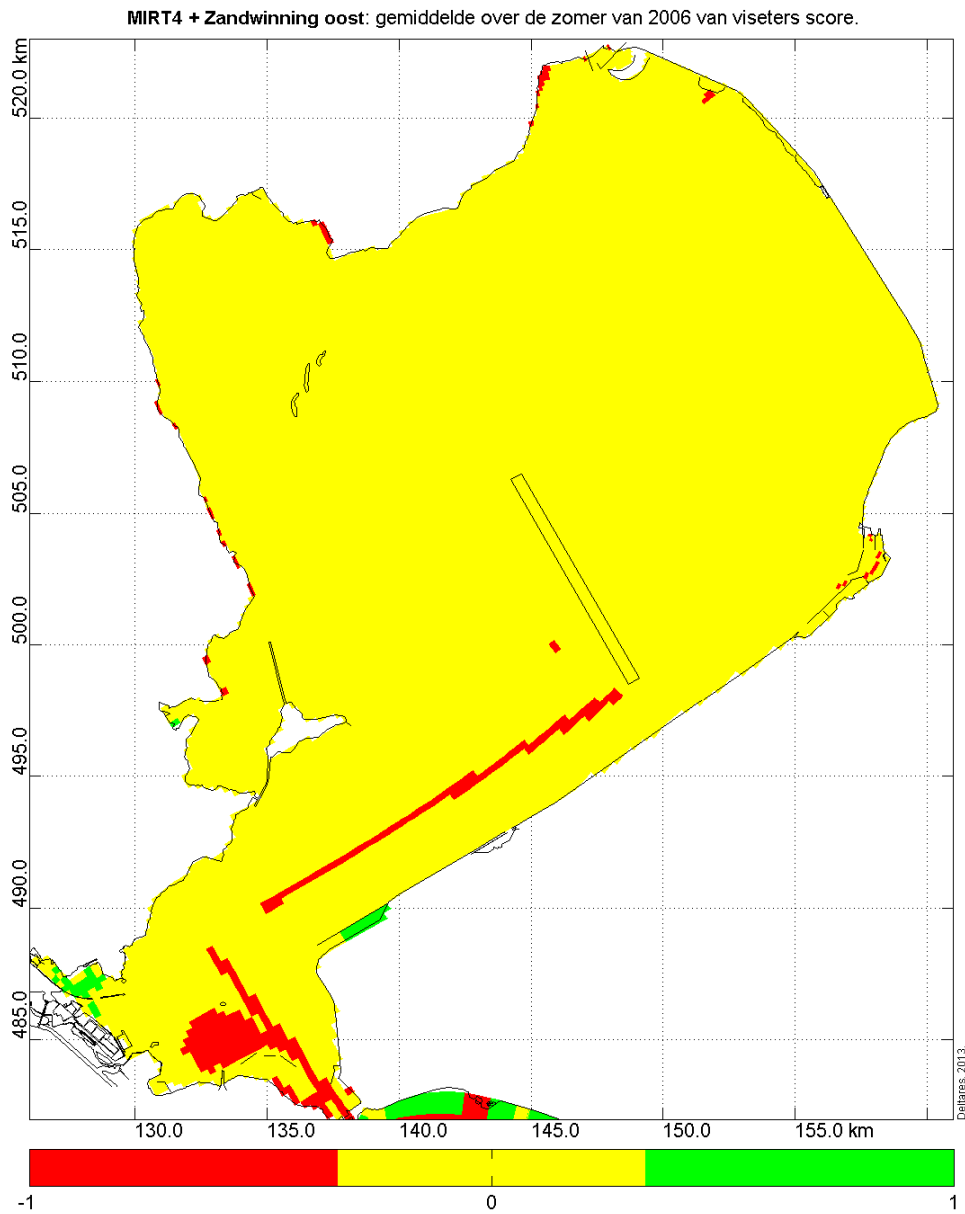 MIRT4 + Zandwinning oost: gemiddelde over de zomer van 2006 van viseters score.
520.0 km
515.0
510.0
505.0
500.0
495.0
490.0
485.0
130.0 135.0 140.0 145.0 150.0 155.0 km
Deltares, 2013
-1 0 1